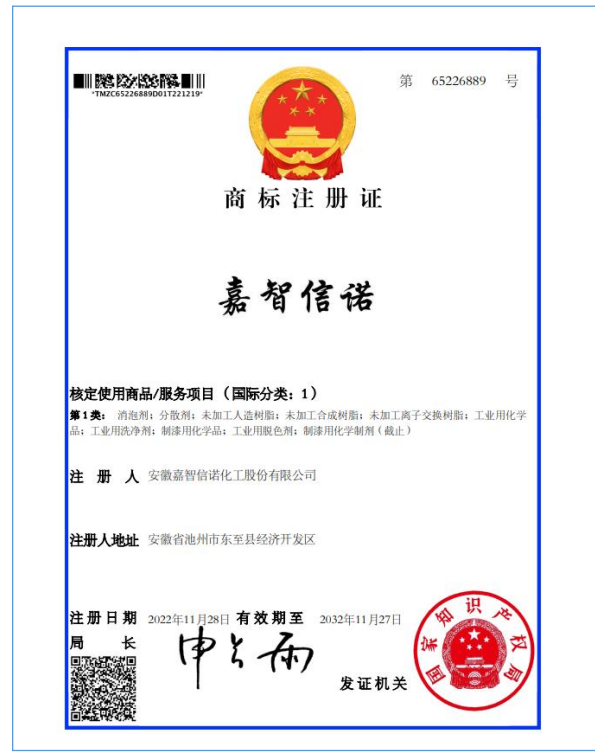 第 65226889 号
*TMZC65226889D01T221219*
商标注册证
嘉智信诺
核定使用商品/服务项目（国际分类：1）
第1类：消泡剂；分散剂；未加工人造树脂；未加工合成树脂；未加工离子交换树脂；工业用化学
品；工业用洗净剂；制漆用化学品；工业用脱色剂；制漆用化学制剂（截止）
注册人 安徽嘉智信诺化工股份有限公司
注册人地址 安徽省池州市东至县经济开发区
注册日期 2022年11月28日 有效期至 2032年11月27日
局长 申长雨
发证机关
国家知识产权局